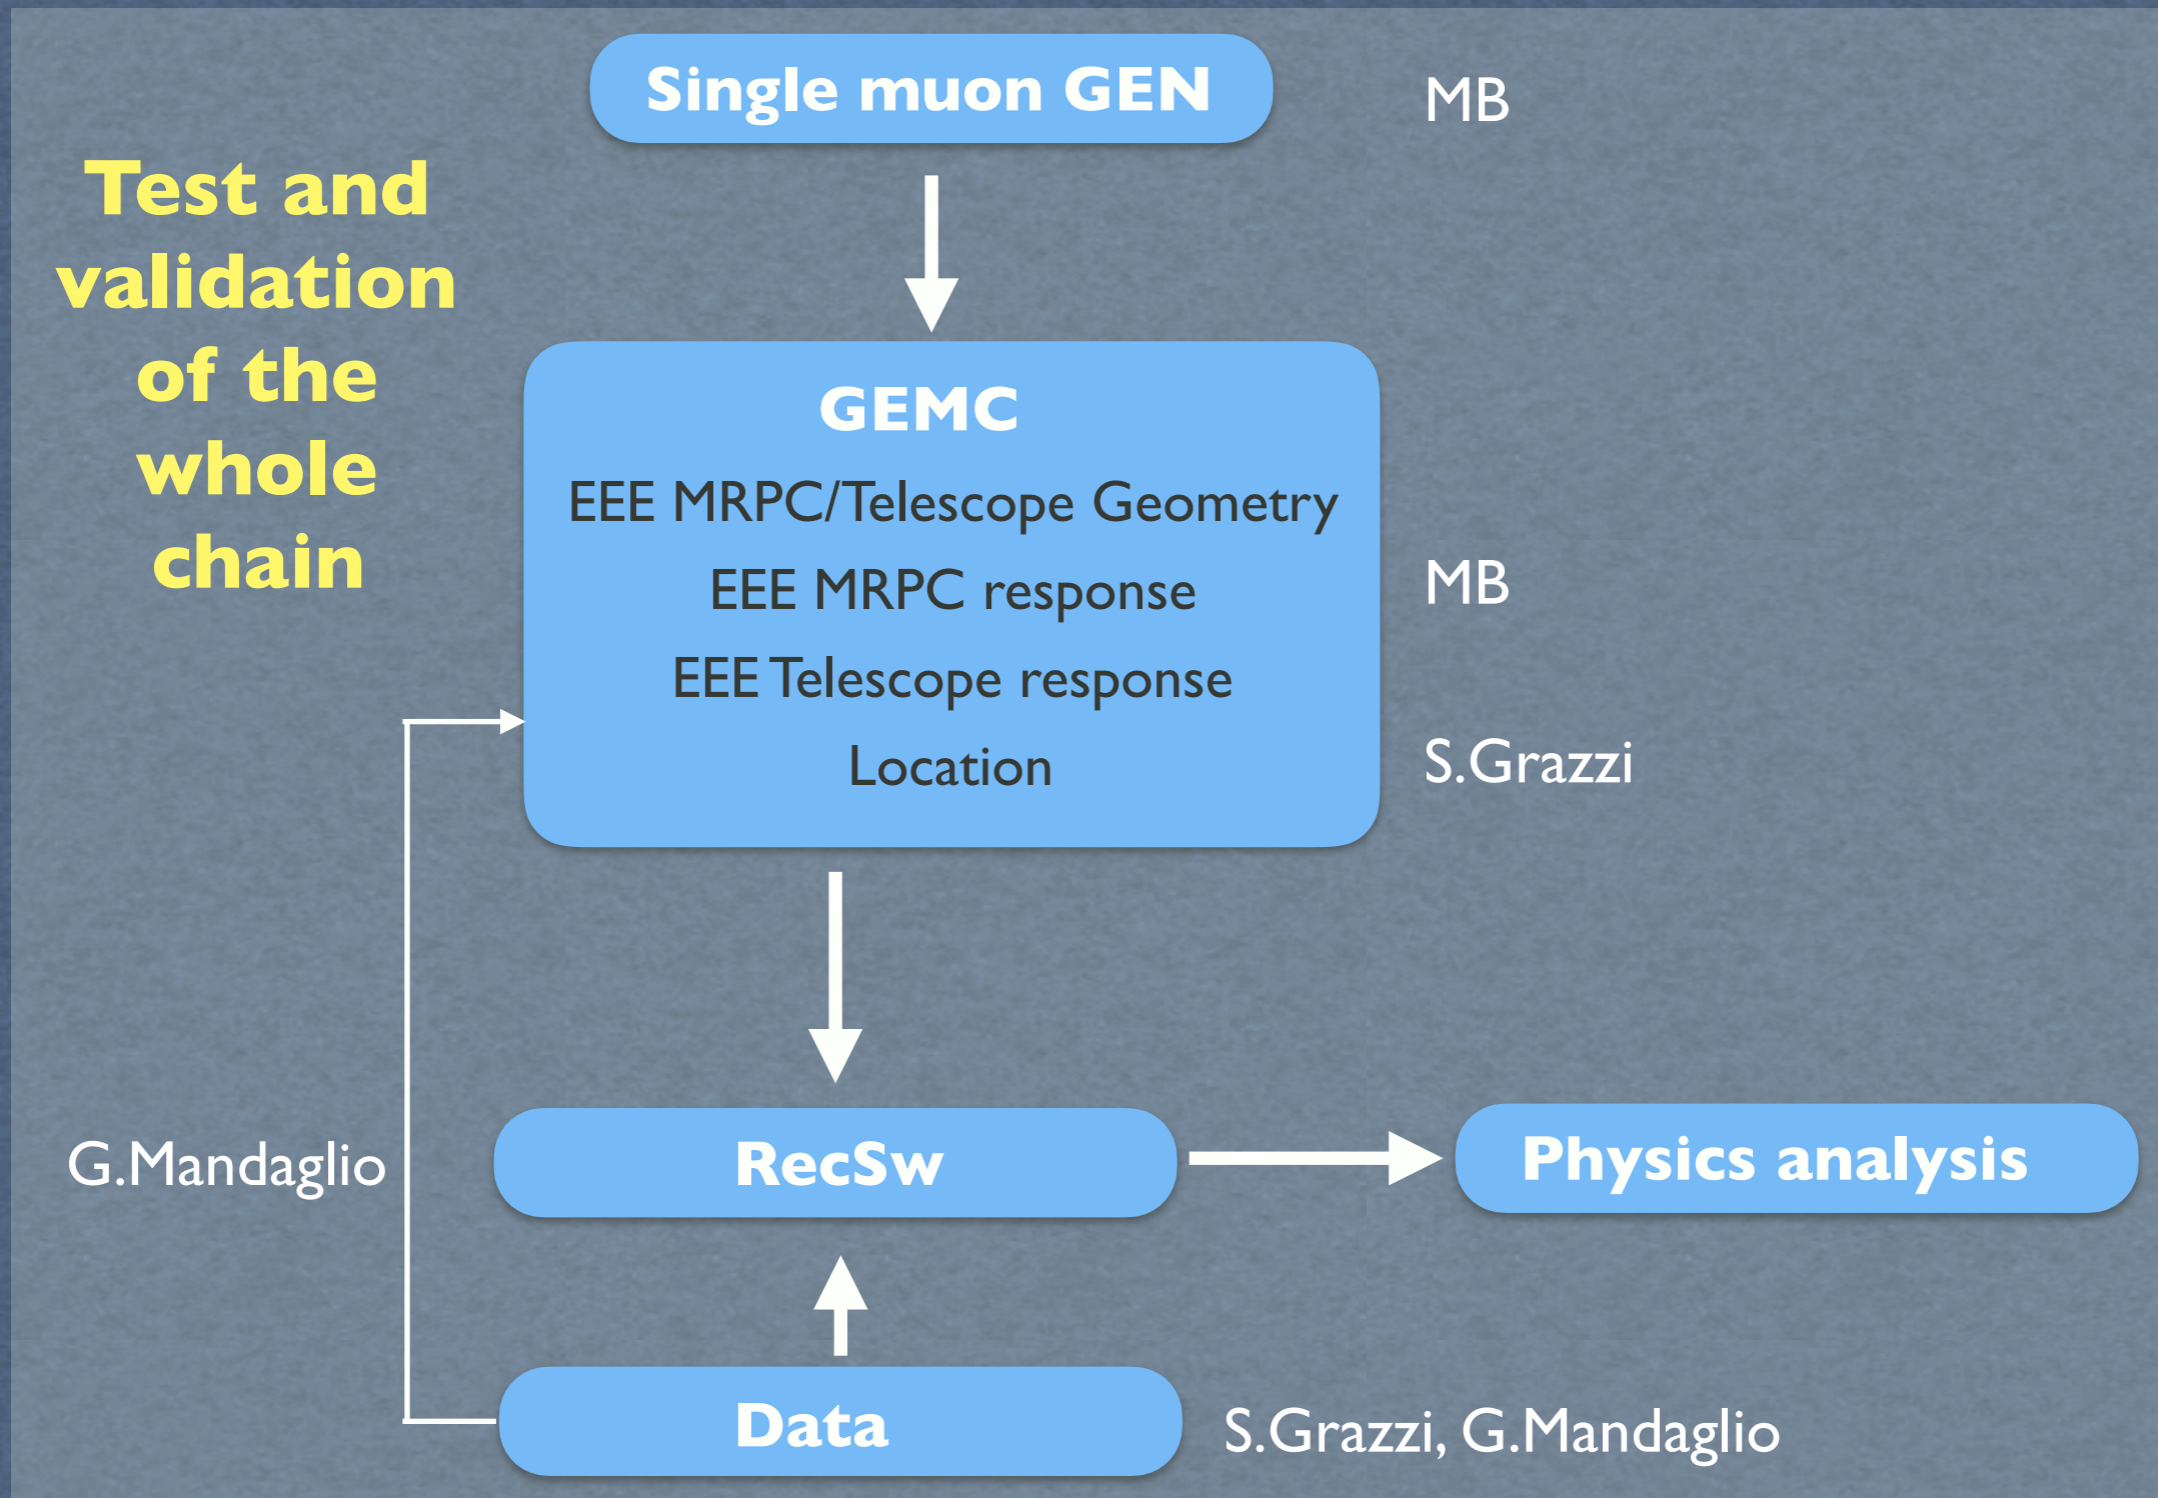 Single muon GEN
MB
Test and
validation
of the
whole
chain
GEMC
EEE MRPC/Telescope Geometry
EEE MRPC response
MB
EEE Telescope response
Location
S.Grazzi
G.Mandaglio
RecSw
Physics analysis
Data
S.Grazzi, G.Mandaglio